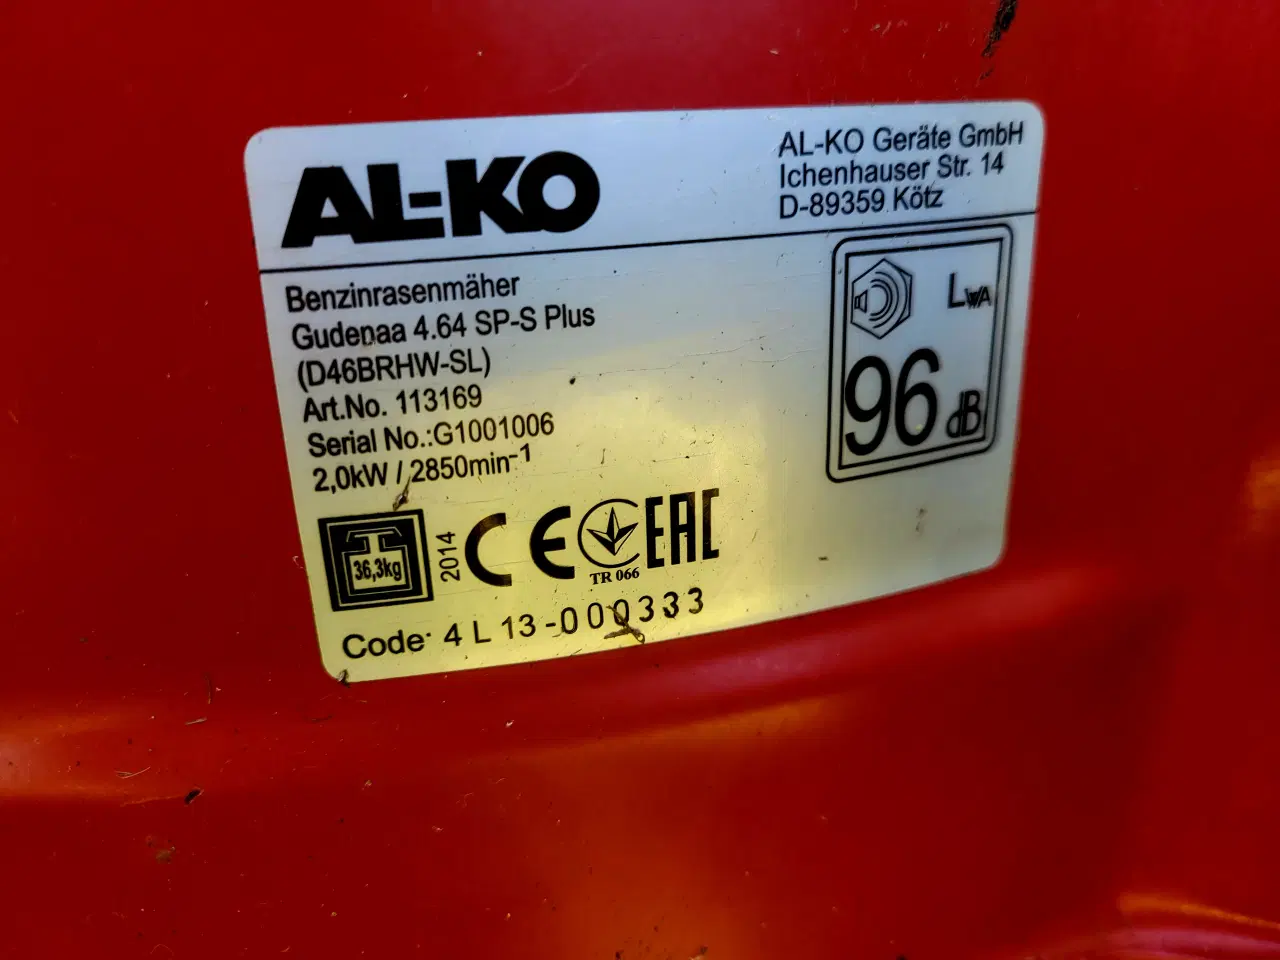 AL-KO
AL-KO Geräte GmbH
Ichenhauser Str. 14
D-89359 Kötz
Benzinrasenmäher
Gudenaa 4.64 SP-S Plus
(D46BRHW-SL)
Art.No. 113169
Serial No.:G1001006
2,0kW / 2850min-1
LWA
96 dB
36,3kg
2014
CE
EAC
TR 066
Code: 4 L 13-000333